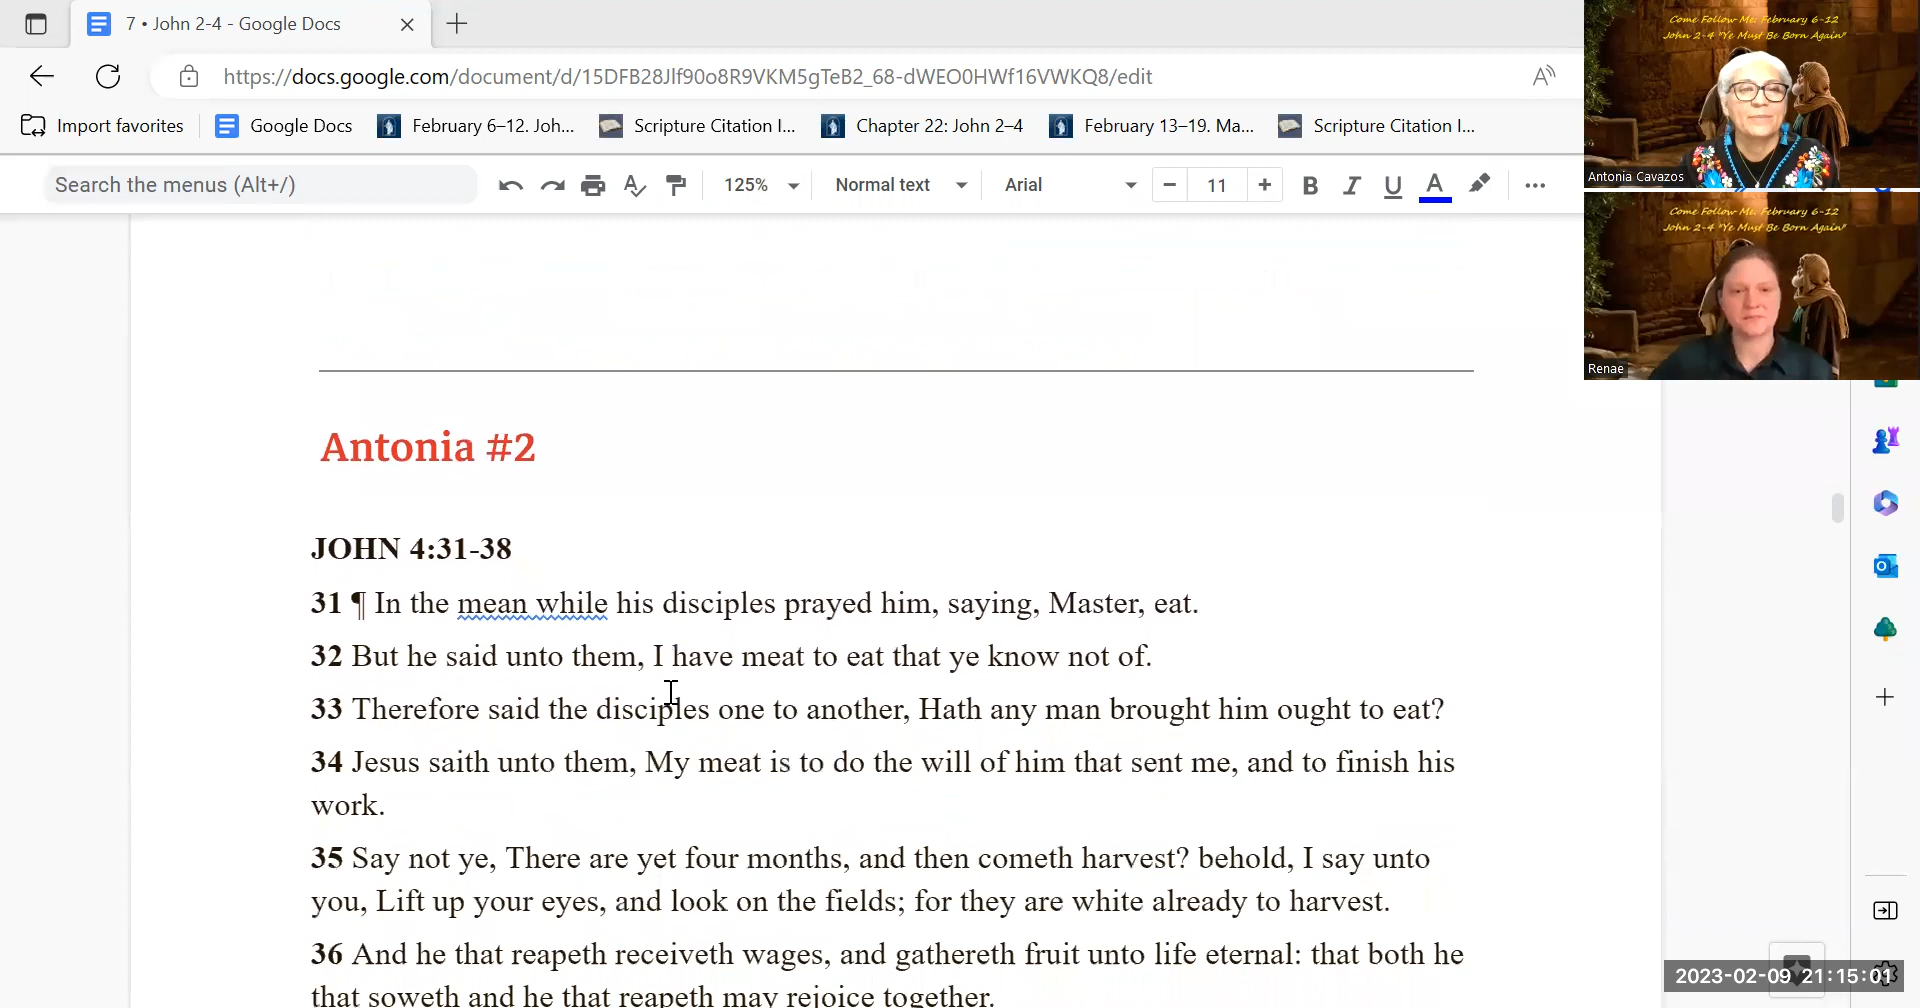 7 • John 2-4 - Google Docs
https://docs.google.com/document/d/15DFB28Jlf90o8R9VKM5gTeB2_68-dWEO0HWf16VWKQ8/edit
Import favorites Google Docs February 6–12. Joh... Scripture Citation I... Chapter 22: John 2–4 February 13–19. Ma... Scripture Citation I...
Search the menus (Alt+/) 125% Normal text Arial 11 B I U A
Come Follow Me: February 6-12
John 2-4 "Ye Must Be Born Again"
Antonia Cavazos
Come Follow Me: February 6-12
John 2-4 "Ye Must Be Born Again"
Renae
Antonia #2
JOHN 4:31-38
31 ¶ In the mean while his disciples prayed him, saying, Master, eat.
32 But he said unto them, I have meat to eat that ye know not of.
33 Therefore said the disciples one to another, Hath any man brought him ought to eat?
34 Jesus saith unto them, My meat is to do the will of him that sent me, and to finish his
work.
35 Say not ye, There are yet four months, and then cometh harvest? behold, I say unto
you, Lift up your eyes, and look on the fields; for they are white already to harvest.
36 And he that reapeth receiveth wages, and gathereth fruit unto life eternal: that both he
that soweth and he that reapeth may rejoice together.
2023-02-09 21:15:01